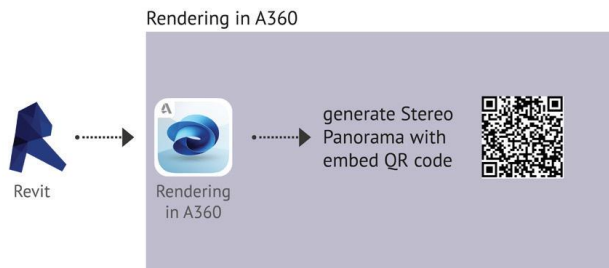 Rendering in A360
generate Stereo
Panorama with
embed QR code
Revit
Rendering
in A360